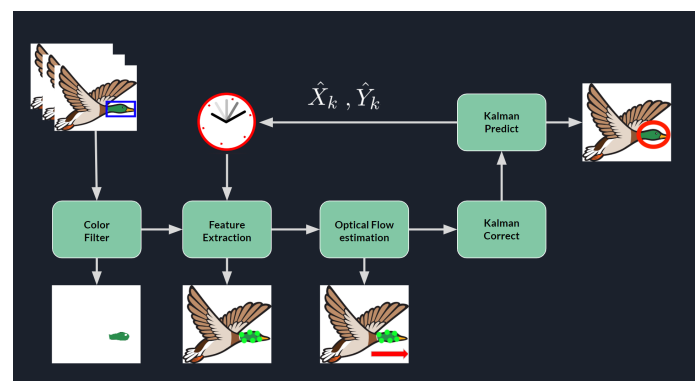 X̂ₖ , Ŷₖ
Kalman
Predict
Color
Filter
Feature
Extraction
Optical Flow
estimation
Kalman
Correct